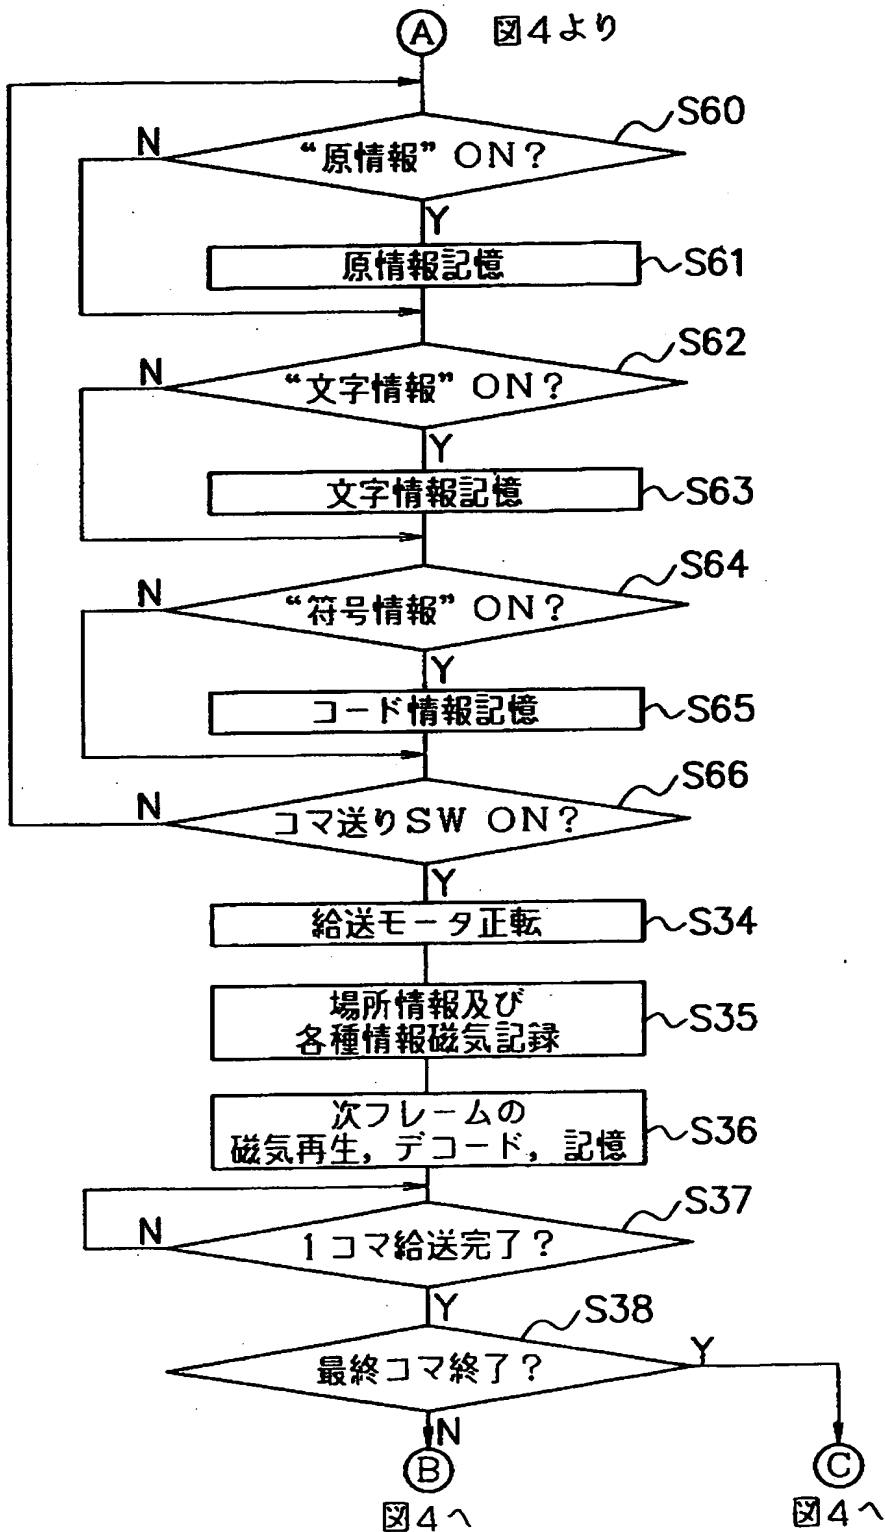 A 図4より
S60
N
“原情報” ON?
Y
原情報記憶
S61
S62
N
“文字情報” ON?
Y
文字情報記憶
S63
S64
N
“符号情報” ON?
Y
コード情報記憶
S65
S66
N
コマ送りSW ON?
Y
給送モータ正転
S34
場所情報及び
各種情報磁気記録
S35
次フレームの
磁気再生, デコード, 記憶
S36
S37
N
1コマ給送完了?
Y
S38
最終コマ終了?
Y
N
B
C
図4へ
図4へ